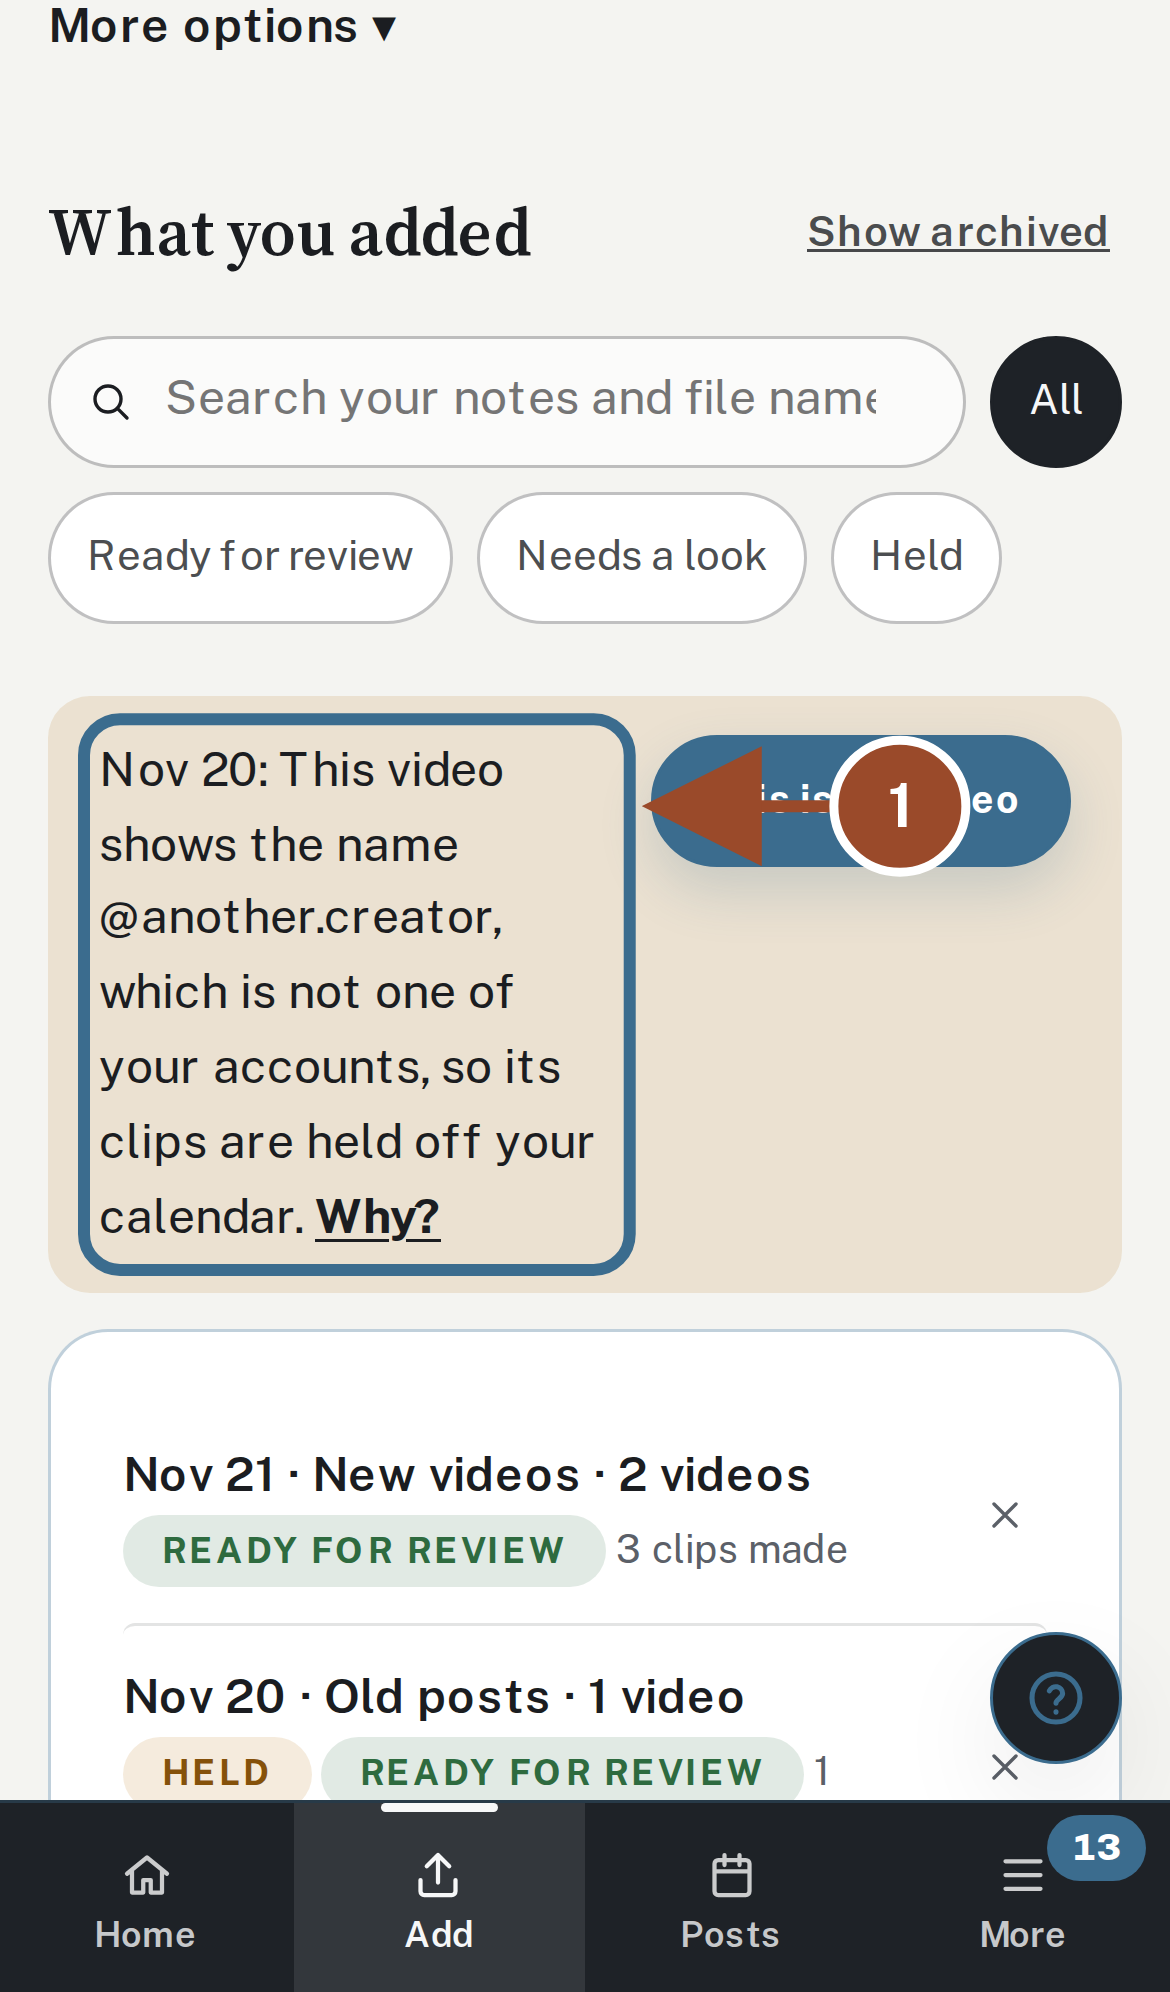 More options ▾
What you added
Show archived
Search your notes and file name
All
Ready for review
Needs a look
Held
Nov 20: This video
shows the name
@another.creator,
which is not one of
your accounts, so its
clips are held off your
calendar. Why?
1
Nov 21 · New videos · 2 videos
READY FOR REVIEW 3 clips made
Nov 20 · Old posts · 1 video
HELD READY FOR REVIEW 1
13
Home
Add
Posts
More